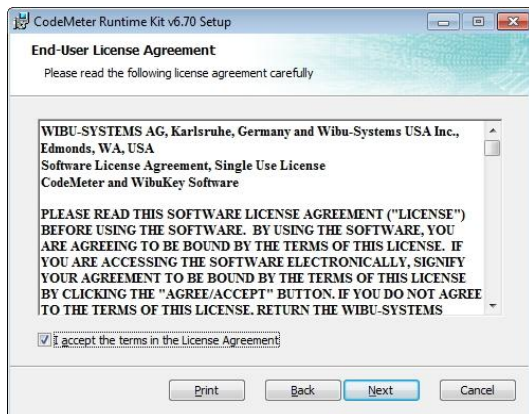 CodeMeter Runtime Kit v6.70 Setup
End-User License Agreement
Please read the following license agreement carefully
WIBU-SYSTEMS AG, Karlsruhe, Germany and Wibu-Systems USA Inc.,
Edmonds, WA, USA
Software License Agreement, Single Use License
CodeMeter and WibuKey Software
PLEASE READ THIS SOFTWARE LICENSE AGREEMENT ("LICENSE")
BEFORE USING THE SOFTWARE.  BY USING THE SOFTWARE, YOU
ARE AGREEING TO BE BOUND BY THE TERMS OF THIS LICENSE.  IF
YOU ARE ACCESSING THE SOFTWARE ELECTRONICALLY, SIGNIFY
YOUR AGREEMENT TO BE BOUND BY THE TERMS OF THIS LICENSE
BY CLICKING THE "AGREE/ACCEPT" BUTTON. IF YOU DO NOT AGREE
TO THE TERMS OF THIS LICENSE, RETURN THE WIBU-SYSTEMS
I accept the terms in the License Agreement
Print Back Next Cancel